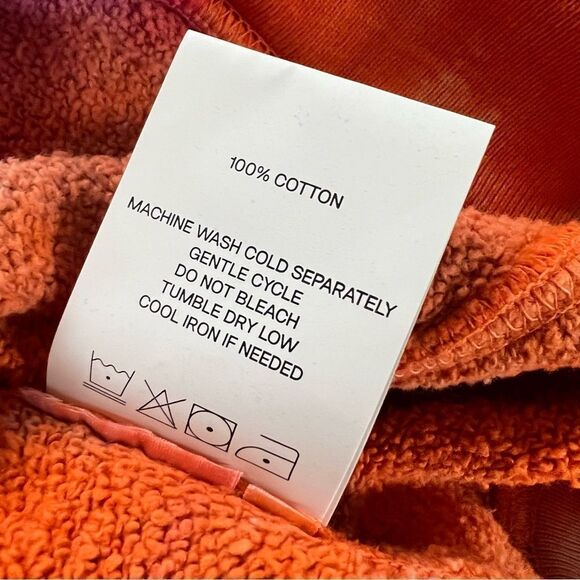 100% COTTON
MACHINE WASH COLD SEPARATELY
GENTLE CYCLE
DO NOT BLEACH
TUMBLE DRY LOW
COOL IRON IF NEEDED